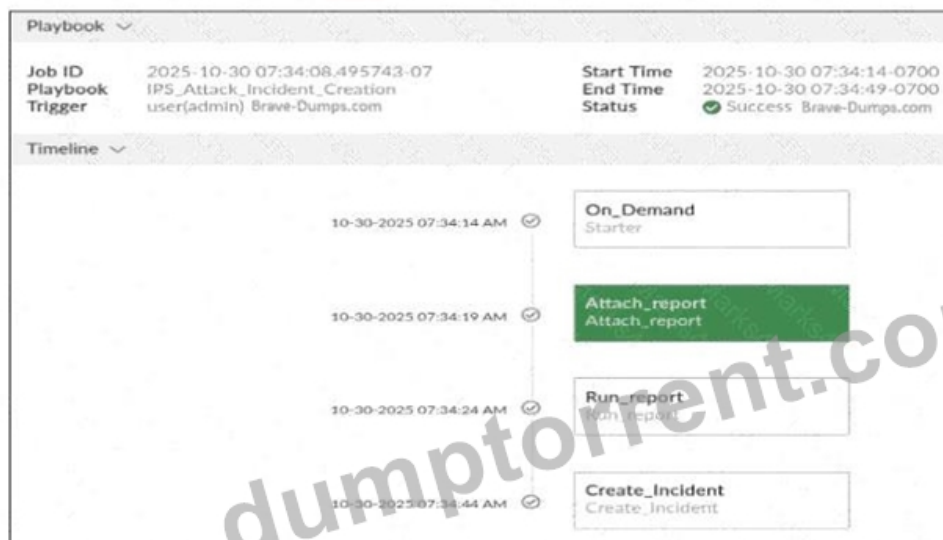 Playbook
Job ID 2025-10-30 07:34:08.495743-07
Start Time 2025-10-30 07:34:14-0700
Playbook IPS_Attack_Incident_Creation
End Time 2025-10-30 07:34:49-0700
Trigger user(admin) Brave-Dumps.com
Status Success Brave-Dumps.com
Timeline
10-30-2025 07:34:14 AM
On_Demand
Starter
10-30-2025 07:34:19 AM
Attach_report
Attach_report
10-30-2025 07:34:24 AM
Run_report
Run_report
10-30-2025 07:34:44 AM
Create_Incident
Create_Incident
dumptorrent.co